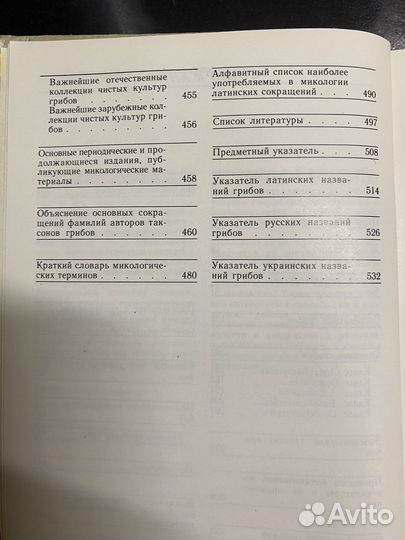 Важнейшие отечественные
коллекции чистых культур
грибов . . . . . . . 455
Важнейшие зарубежные кол-
лекции чистых культур гри-
бов . . . . . . . . . 456
Основные периодические и про-
должающиеся издания, пуб-
ликующие микологические ма-
териалы . . . . . . . . 458
Объяснение основных сокра-
щений фамилий авторов так-
сонов грибов . . . . . . 460
Краткий словарь микологиче-
ских терминов . . . . . . 480
Алфавитный список наиболее
употребляемых в микологии
латинских сокращений . . . 490
Список литературы . . . . 497
Предметный указатель . . . 508
Указатель латинских назва-
ний грибов . . . . . . . 514
Указатель русских названий
грибов . . . . . . . . 526
Указатель украинских назва-
ний грибов . . . . . . . 532
Avito